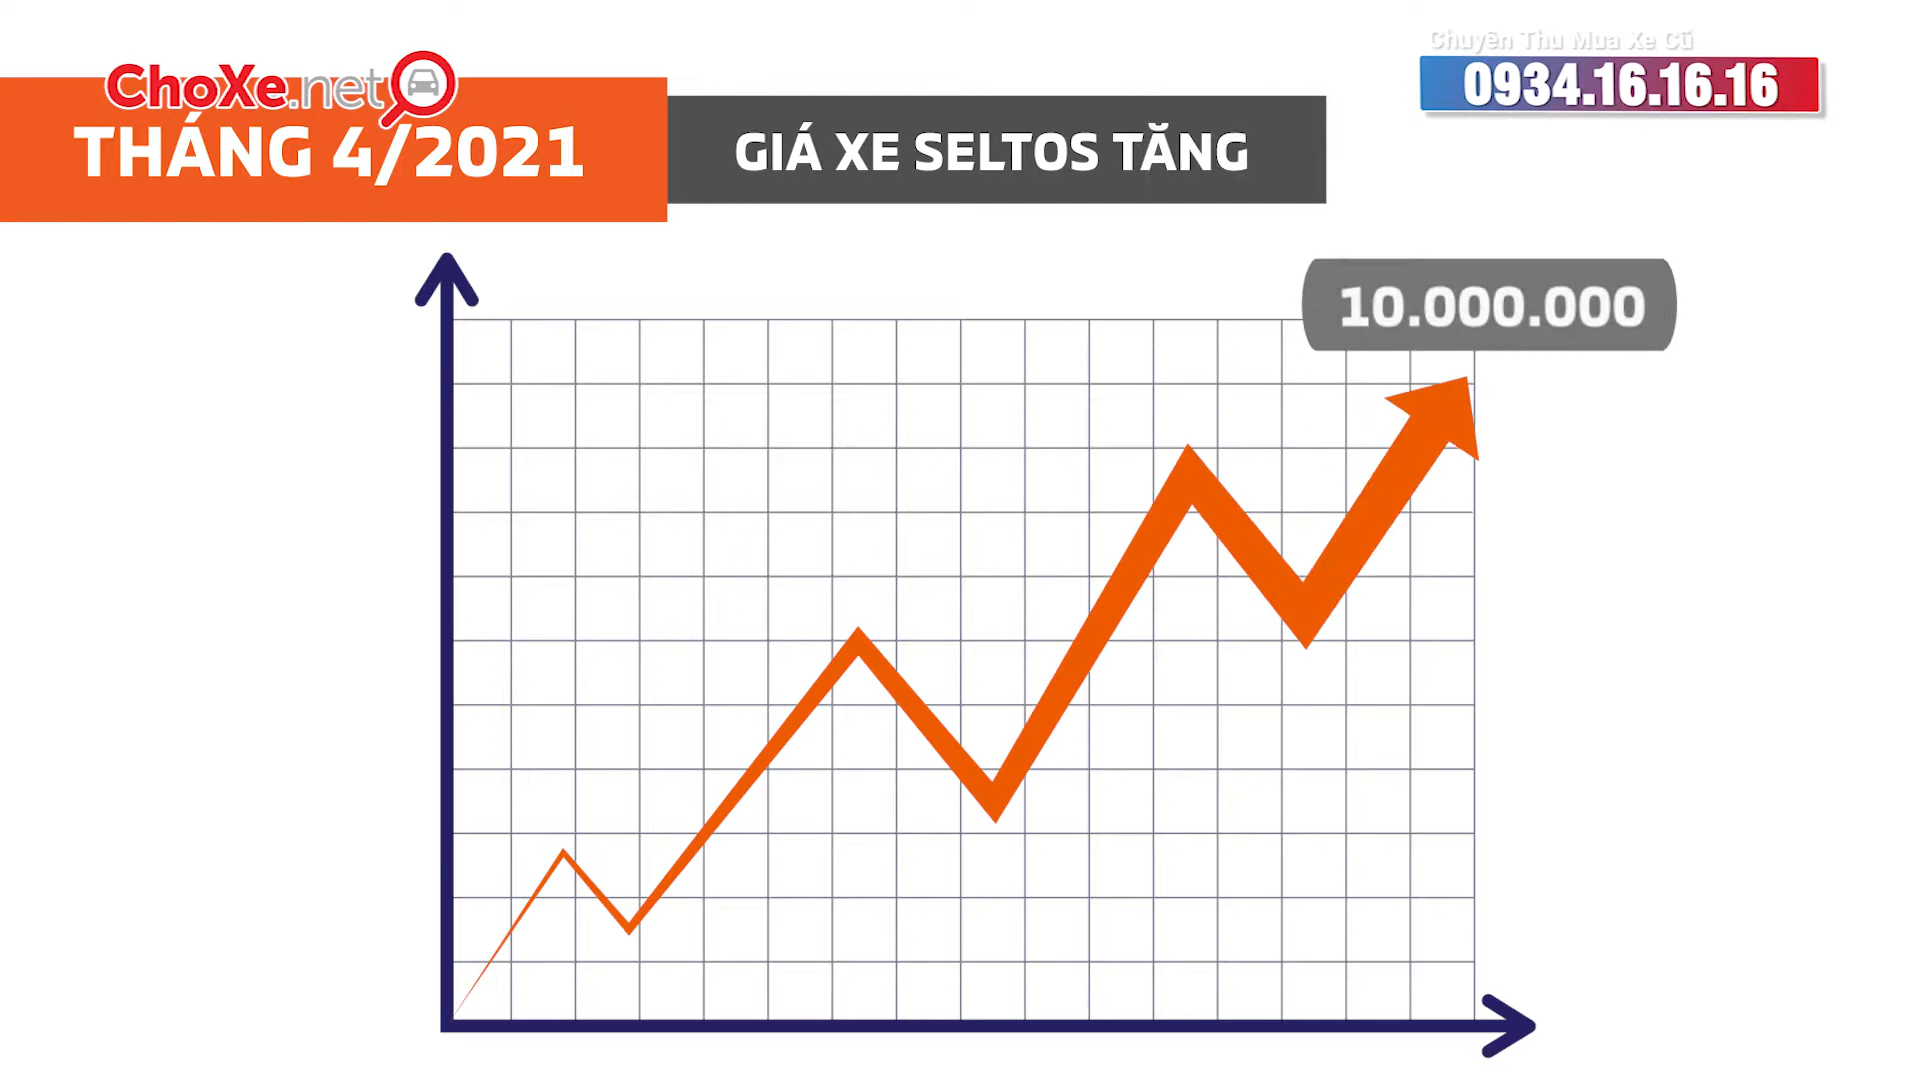 ChoXe.net
THÁNG 4/2021
GIÁ XE SELTOS TĂNG
Chuyên Thu Mua Xe Cũ
0934.16.16.16
10.000.000